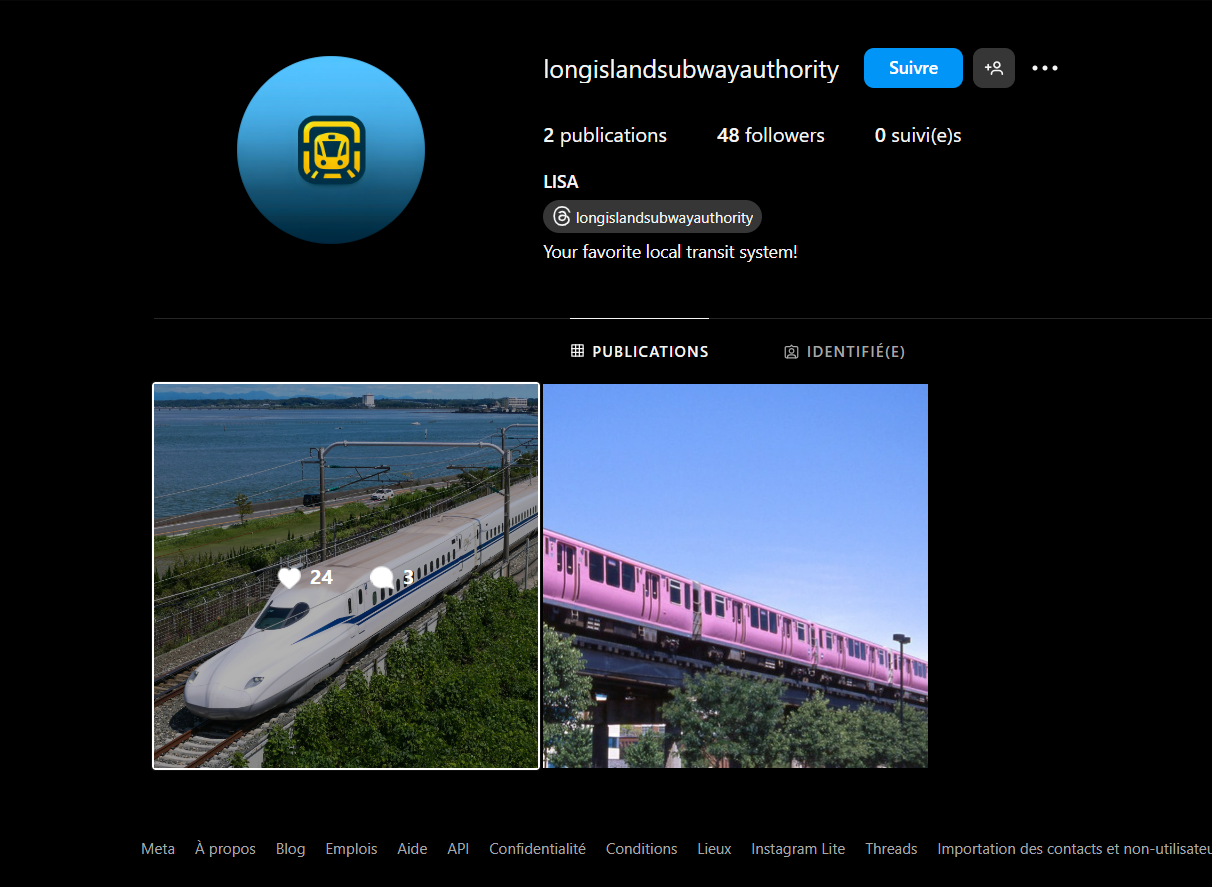 longislandsubwayauthority Suivre
2 publications 48 followers 0 suivi(e)s
LISA
longislandsubwayauthority
Your favorite local transit system!
PUBLICATIONS IDENTIFIÉ(E)
24 3
Meta À propos Blog Emplois Aide API Confidentialité Conditions Lieux Instagram Lite Threads Importation des contacts et non-utilisateu